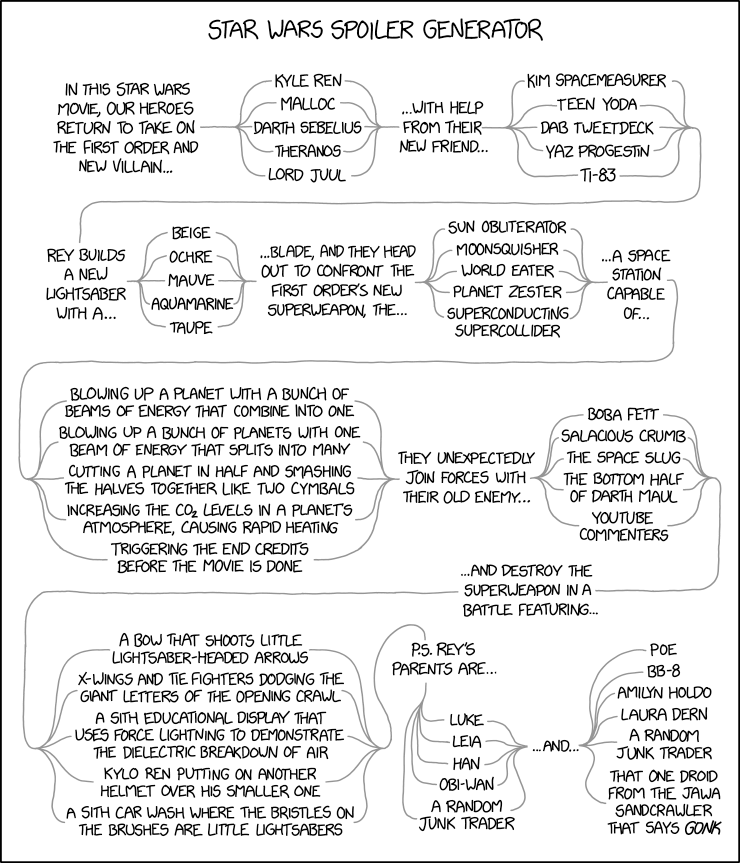 STAR WARS SPOILER GENERATOR
IN THIS STAR WARS
MOVIE, OUR HEROES
RETURN TO TAKE ON
THE FIRST ORDER AND
NEW VILLAIN...
KYLE REN
MALLOC
DARTH SEBELIUS
THERANOS
LORD JUUL
...WITH HELP
FROM THEIR
NEW FRIEND...
KIM SPACEMEASURER
TEEN YODA
DAB TWEETDECK
YAZ PROGESTIN
TI-83
REY BUILDS
A NEW
LIGHTSABER
WITH A...
BEIGE
OCHRE
MAUVE
AQUAMARINE
TAUPE
...BLADE, AND THEY HEAD
OUT TO CONFRONT THE
FIRST ORDER'S NEW
SUPERWEAPON, THE...
SUN OBLITERATOR
MOONSQUISHER
WORLD EATER
PLANET ZESTER
SUPERCONDUCTING
SUPERCOLLIDER
...A SPACE
STATION
CAPABLE
OF...
BLOWING UP A PLANET WITH A BUNCH OF
BEAMS OF ENERGY THAT COMBINE INTO ONE
BLOWING UP A BUNCH OF PLANETS WITH ONE
BEAM OF ENERGY THAT SPLITS INTO MANY
CUTTING A PLANET IN HALF AND SMASHING
THE HALVES TOGETHER LIKE TWO CYMBALS
INCREASING THE CO₂ LEVELS IN A PLANET'S
ATMOSPHERE, CAUSING RAPID HEATING
TRIGGERING THE END CREDITS
BEFORE THE MOVIE IS DONE
THEY UNEXPECTEDLY
JOIN FORCES WITH
THEIR OLD ENEMY...
BOBA FETT
SALACIOUS CRUMB
THE SPACE SLUG
THE BOTTOM HALF
OF DARTH MAUL
YOUTUBE
COMMENTERS
...AND DESTROY THE
SUPERWEAPON IN A
BATTLE FEATURING...
A BOW THAT SHOOTS LITTLE
LIGHTSABER-HEADED ARROWS
X-WINGS AND TIE FIGHTERS DODGING THE
GIANT LETTERS OF THE OPENING CRAWL
A SITH EDUCATIONAL DISPLAY THAT
USES FORCE LIGHTNING TO DEMONSTRATE
THE DIELECTRIC BREAKDOWN OF AIR
KYLO REN PUTTING ON ANOTHER
HELMET OVER HIS SMALLER ONE
A SITH CAR WASH WHERE THE BRISTLES ON
THE BRUSHES ARE LITTLE LIGHTSABERS
P.S. REY'S
PARENTS ARE...
LUKE
LEIA
HAN
OBI-WAN
A RANDOM
JUNK TRADER
...AND...
POE
BB-8
AMILYN HOLDO
LAURA DERN
A RANDOM
JUNK TRADER
THAT ONE DROID
FROM THE JAWA
SANDCRAWLER
THAT SAYS GONK